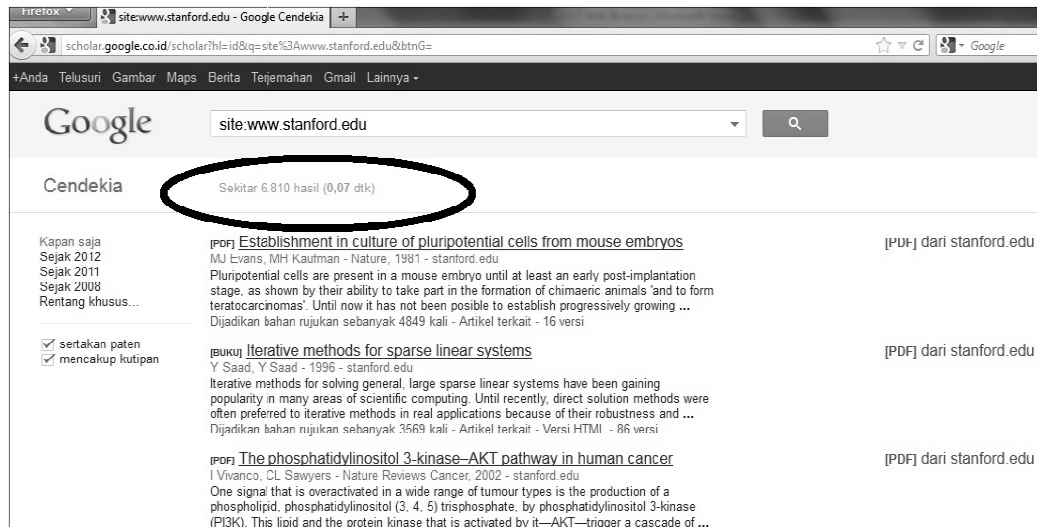 Firefox
site:www.stanford.edu - Google Cendekia
scholar.google.co.id/scholar?hl=id&q=site%3Awww.stanford.edu&btnG=
Google
+Anda Telusuri Gambar Maps Berita Terjemahan Gmail Lainnya
Google
site:www.stanford.edu
Cendekia
Sekitar 6.810 hasil (0,07 dtk)
Kapan saja
Sejak 2012
Sejak 2011
Sejak 2008
Rentang khusus...
sertakan paten
mencakup kutipan
[PDF] Establishment in culture of pluripotential cells from mouse embryos
MJ Evans, MH Kaufman - Nature, 1981 - stanford.edu
Pluripotential cells are present in a mouse embryo until at least an early post-implantation
stage, as shown by their ability to take part in the formation of chimaeric animals 'and to form
teratocarcinomas'. Until now it has not been posible to establish progressively growing ...
Dijadikan bahan rujukan sebanyak 4849 kali - Artikel terkait - 16 versi
[PDF] dari stanford.edu
[BUKU] Iterative methods for sparse linear systems
Y Saad, Y Saad - 1996 - stanford.edu
Iterative methods for solving general, large sparse linear systems have been gaining
popularity in many areas of scientific computing. Until recently, direct solution methods were
often preferred to iterative methods in real applications because of their robustness and ...
Dijadikan bahan rujukan sebanyak 3569 kali - Artikel terkait - Versi HTML - 86 versi
[PDF] dari stanford.edu
[PDF] The phosphatidylinositol 3-kinase–AKT pathway in human cancer
I Vivanco, CL Sawyers - Nature Reviews Cancer, 2002 - stanford.edu
One signal that is overactivated in a wide range of tumour types is the production of a
phospholipid, phosphatidylinositol (3, 4, 5) trisphosphate, by phosphatidylinositol 3-kinase
(PI3K). This lipid and the protein kinase that is activated by it—AKT—trigger a cascade of ...
[PDF] dari stanford.edu